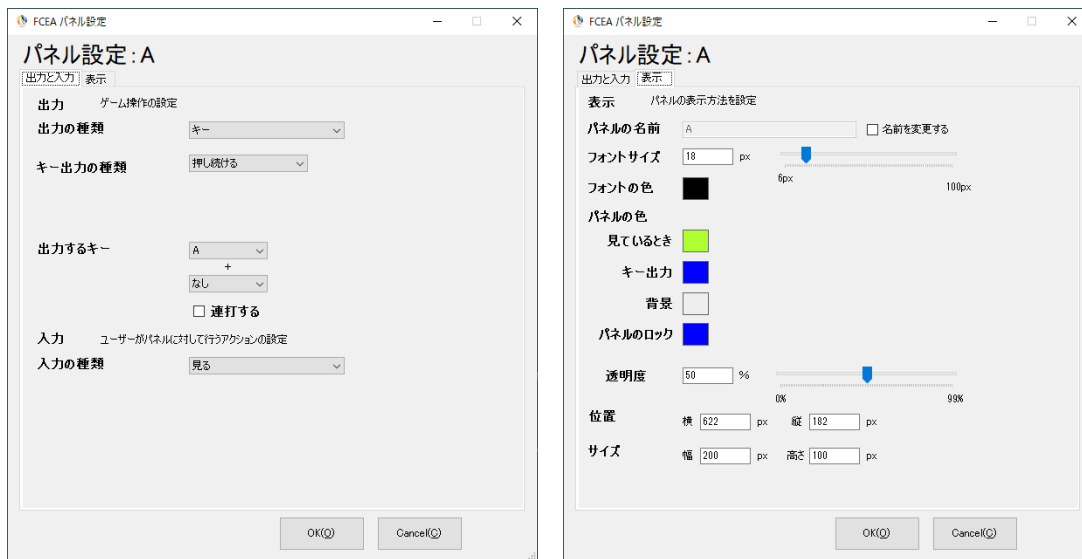 FCEA パネル設定
パネル設定:A
出力と入力 表示
出力 ゲーム操作の設定
出力の種類 キー
キー出力の種類 押し続ける
出力するキー A
+
なし
連打する
入力 ユーザーがパネルに対して行うアクションの設定
入力の種類 見る
OK(O) Cancel(C)
FCEA パネル設定
パネル設定:A
出力と入力 表示
表示 パネルの表示方法を設定
パネルの名前 A 名前を変更する
フォントサイズ 18 px
6px 100px
フォントの色
パネルの色
見ているとき
キー出力
背景
パネルのロック
透明度 50 %
0% 99%
位置 横 622 px 縦 182 px
サイズ 幅 200 px 高さ 100 px
OK(O) Cancel(C)